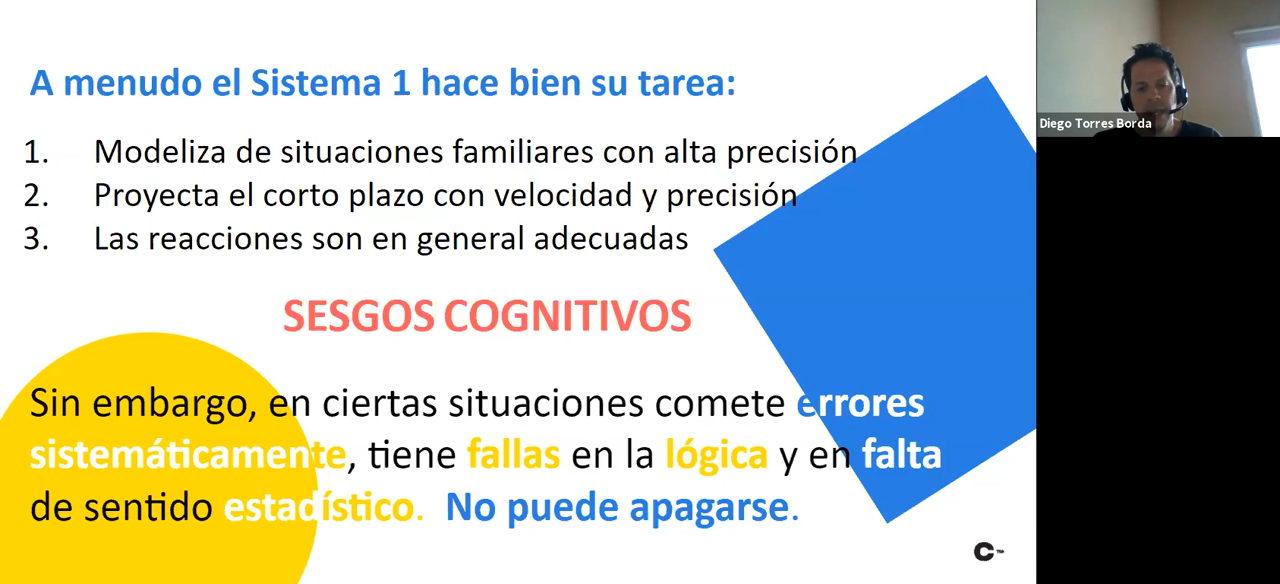 A menudo el Sistema 1 hace bien su tarea:
1. Modeliza de situaciones familiares con alta precisión
2. Proyecta el corto plazo con velocidad y precisión
3. Las reacciones son en general adecuadas
SESGOS COGNITIVOS
Sin embargo, en ciertas situaciones comete errores
sistemáticamente, tiene fallas en la lógica y en falta
de sentido estadístico. No puede apagarse.
C™
Diego Torres Borda